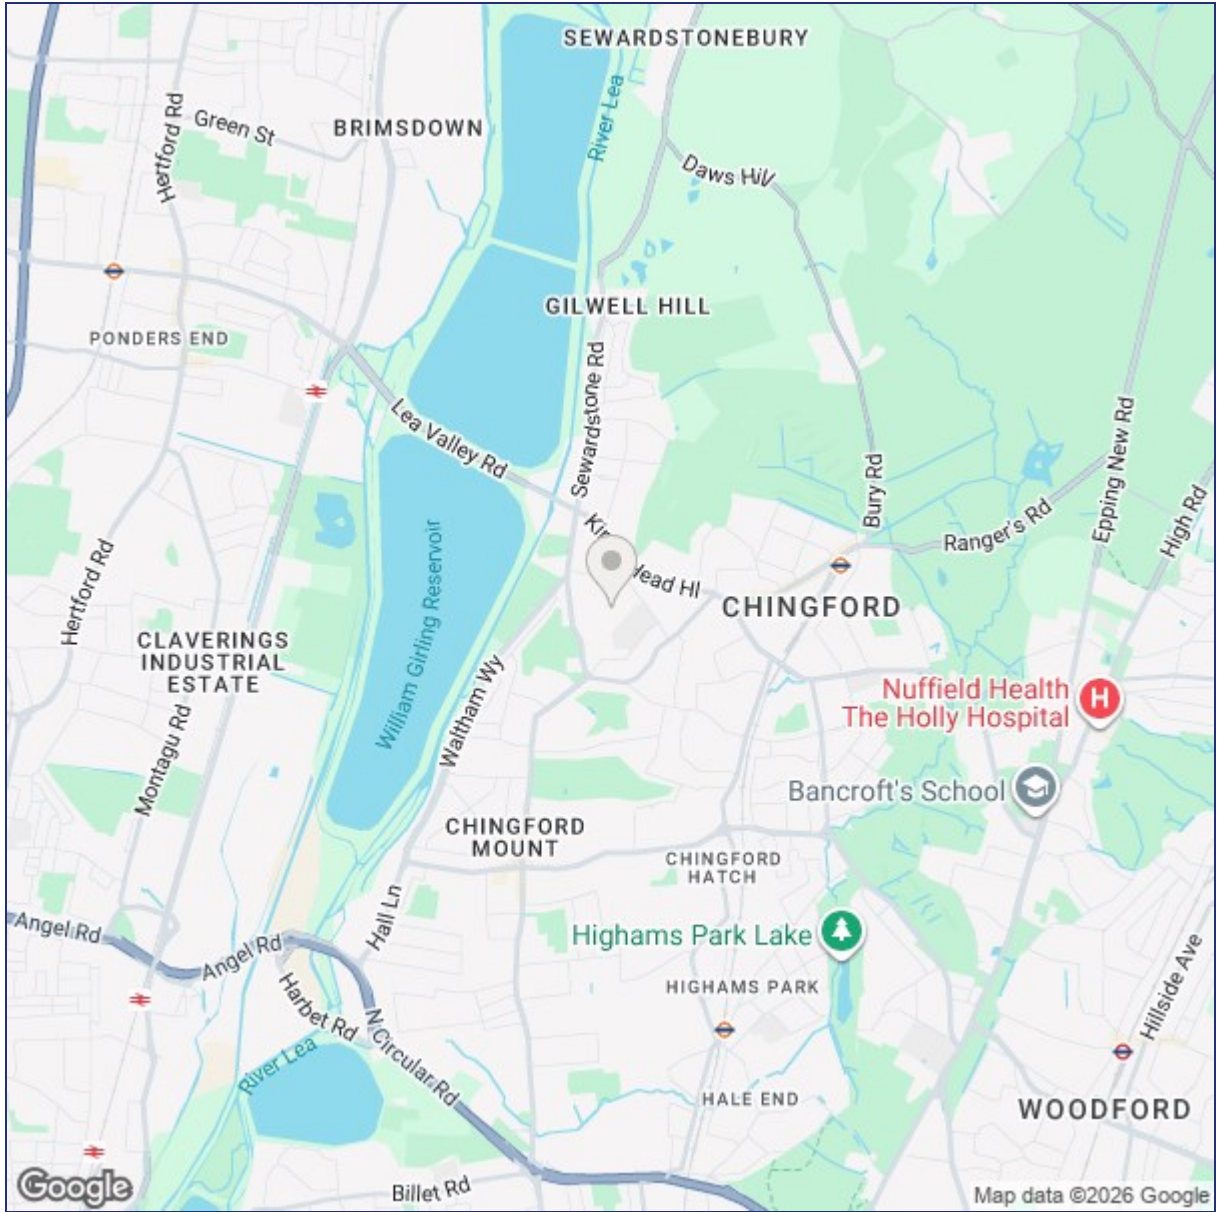 SEWARDSTONEBURY
River Lea
Hertford Rd
Green St
BRIMSDOWN
Daws Hill
GILWELL HILL
PONDERS END
Sewardstone Rd
Lea Valley Rd
Epping New Rd
Bury Rd
High Rd
Ranger's Rd
Head Hl
Hertford Rd
William Girling Reservoir
CHINGFORD
CLAVERINGS
INDUSTRIAL
ESTATE
Waltham Wy
Nuffield Health
The Holly Hospital
H
Montagu Rd
Bancroft's School
CHINGFORD
MOUNT
CHINGFORD
HATCH
Hall Ln
Angel Rd
Angel Rd
Highams Park Lake
Hillside Ave
HIGHAMS PARK
Harbet Rd
N Circular Rd
River Lea
HALE END
WOODFORD
Billet Rd
Google
Map data ©2026 Google